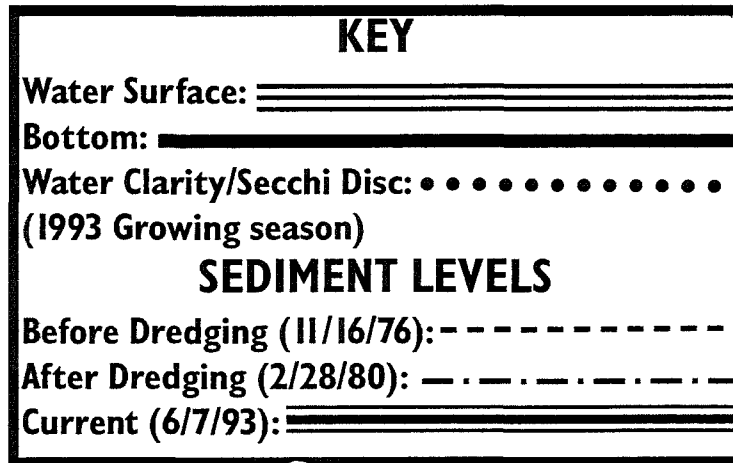 KEY
Water Surface:
Bottom:
Water Clarity/Secchi Disc:
(1993 Growing season)
SEDIMENT LEVELS
Before Dredging (11/16/76):
After Dredging (2/28/80):
Current (6/7/93):